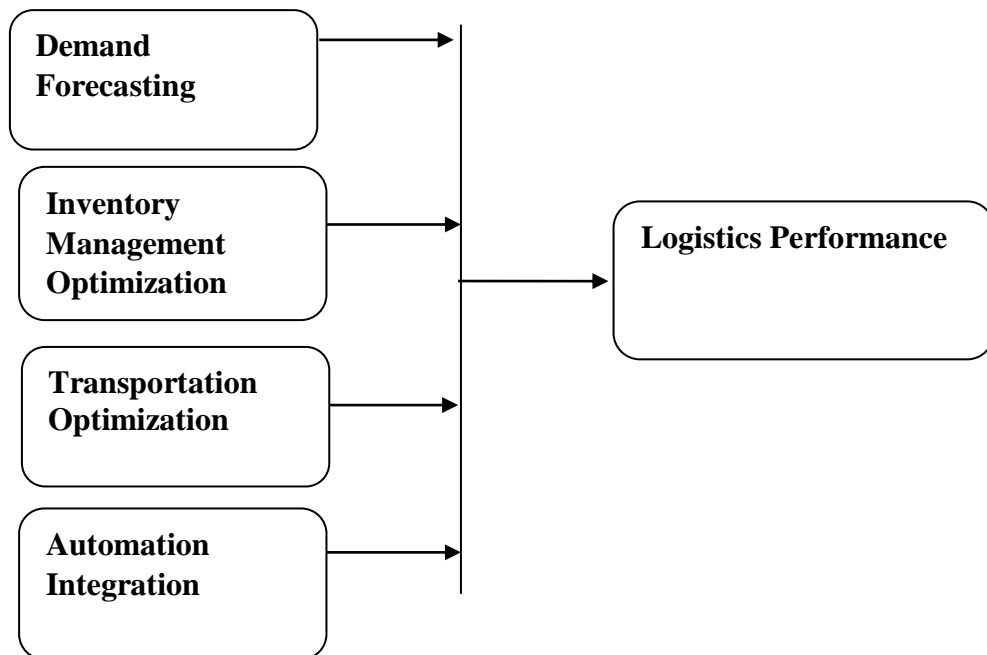 Demand
Forecasting
Inventory
Management
Optimization
Logistics Performance
Transportation
Optimization
Automation
Integration